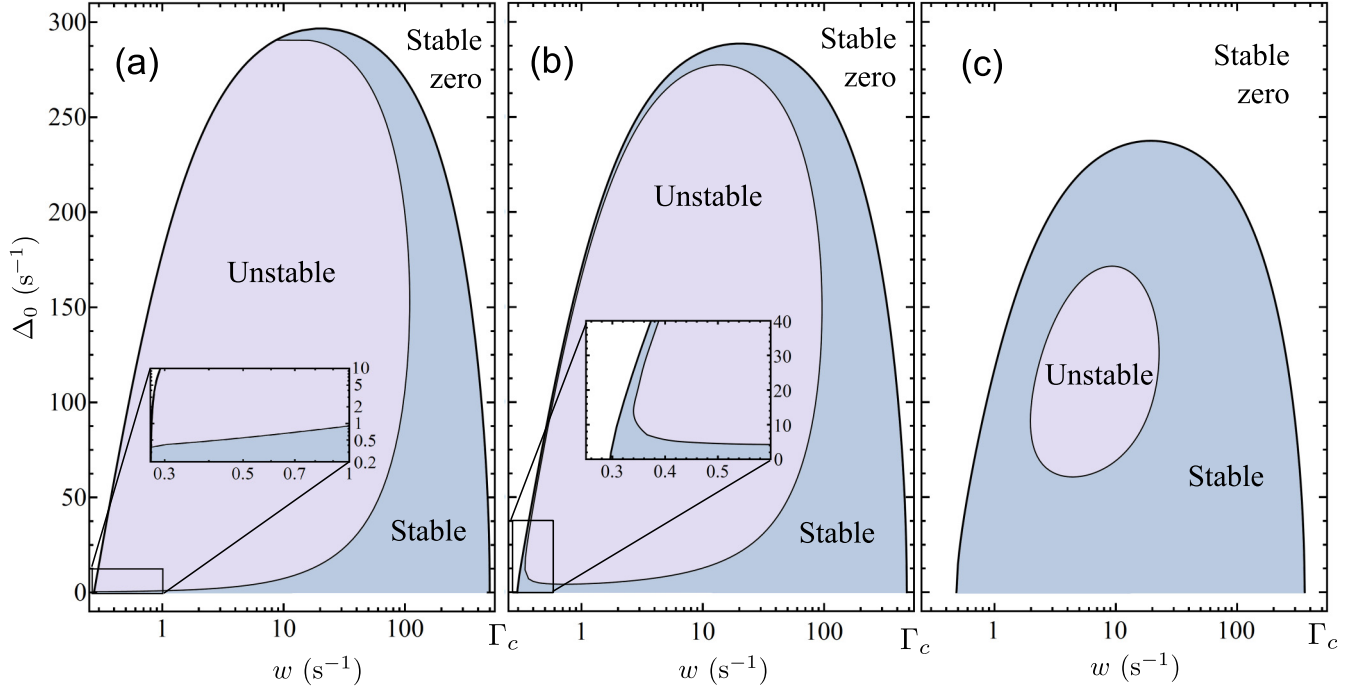 (a)
Stable
zero
Unstable
Stable
10
5
2
1
0.5
0.2
0.3
0.5
0.7
1
300
250
200
150
100
50
0
Δ₀ (s⁻¹)
1
10
100
Γ_c
w (s⁻¹)
(b)
Stable
zero
Unstable
Stable
40
30
20
10
0
0.3
0.4
0.5
1
10
100
Γ_c
w (s⁻¹)
(c)
Stable
zero
Unstable
Stable
1
10
100
Γ_c
w (s⁻¹)